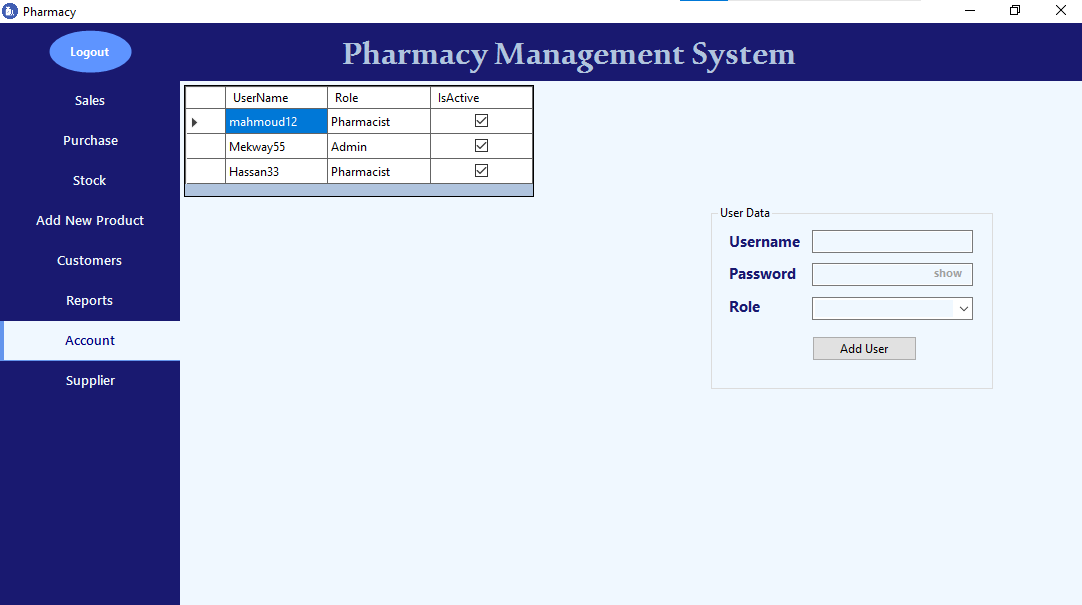 Pharmacy
Logout
Pharmacy Management System
Sales
Purchase
Stock
Add New Product
Customers
Reports
Account
Supplier
UserName Role IsActive
mahmoud12 Pharmacist
Mekway55 Admin
Hassan33 Pharmacist
User Data
Username
Password show
Role
Add User